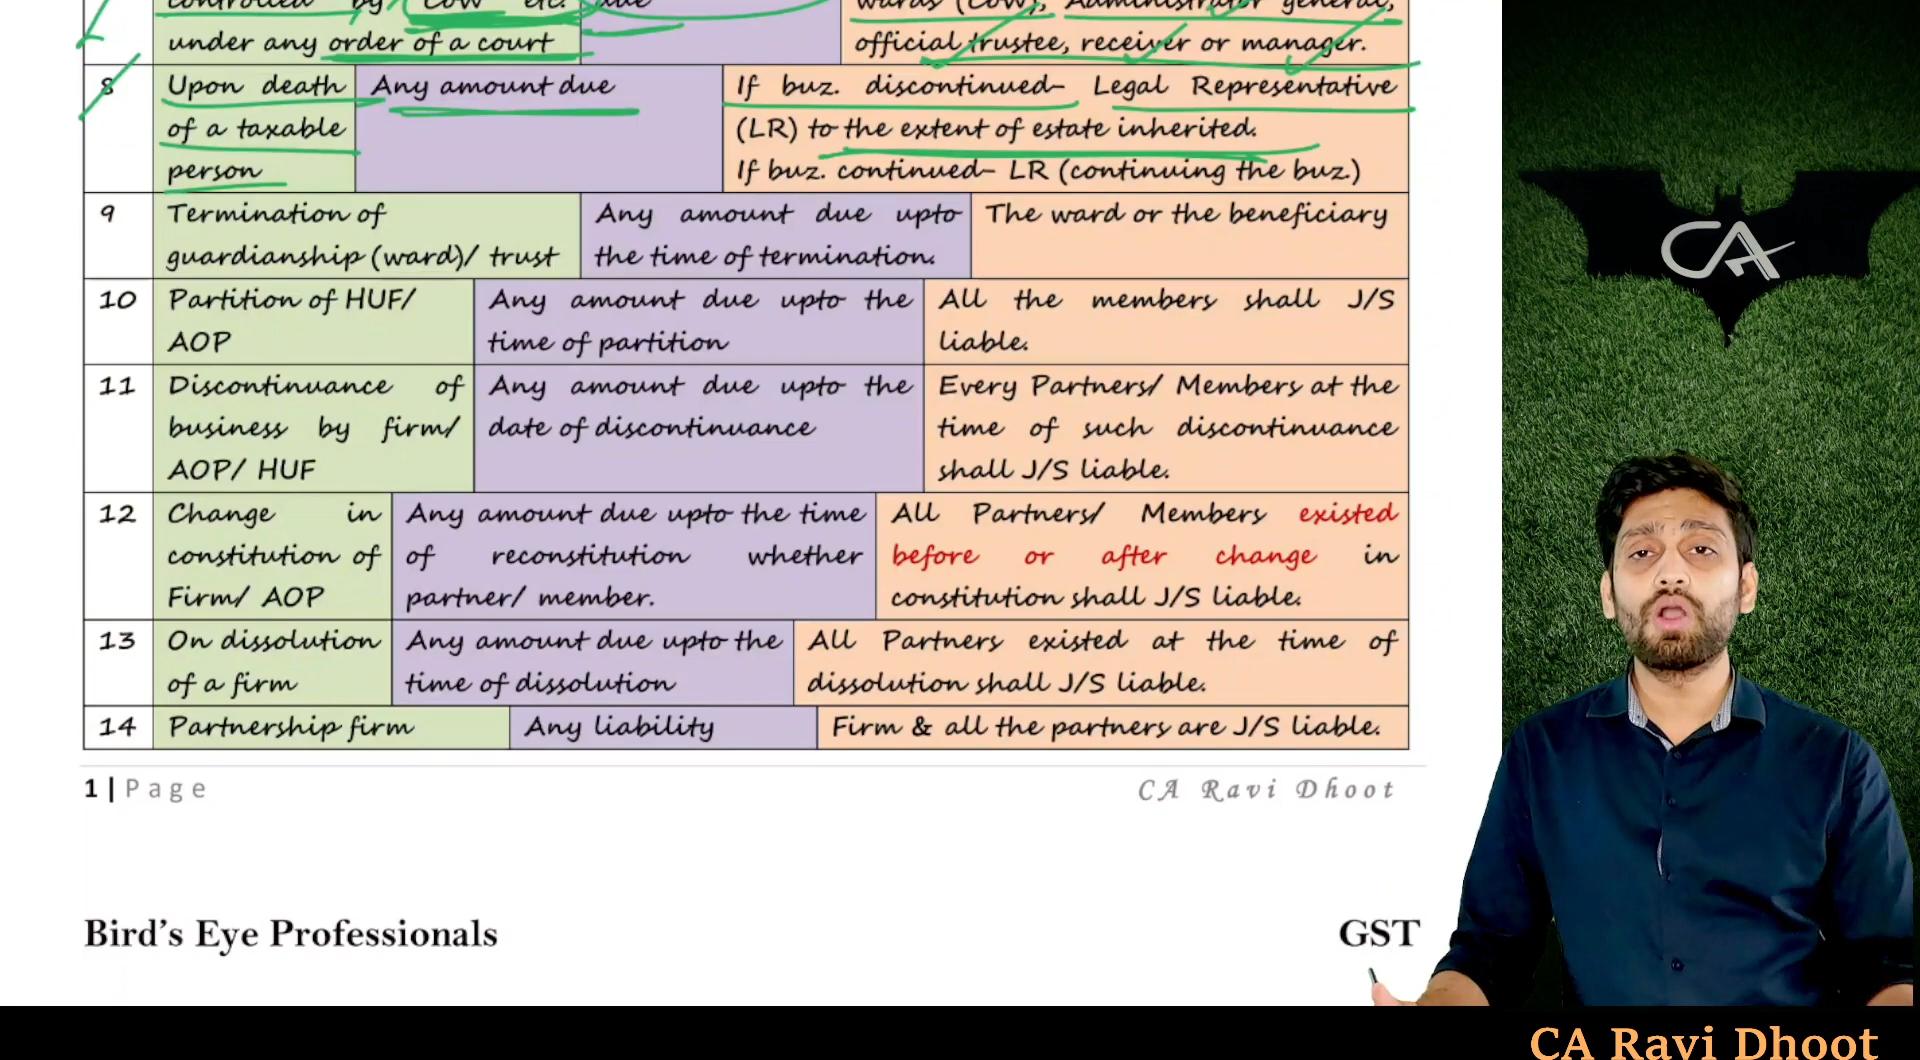 controlled by (COW etc. due wards (COW), Administrator general,
under any order of a court official trustee, receiver or manager.
8 Upon death Any amount due If buz. discontinued- Legal Representative
of a taxable (LR) to the extent of estate inherited.
person If buz. continued- LR (continuing the buz.)
9 Termination of Any amount due upto The ward or the beneficiary
guardianship (ward)/ trust the time of termination.
10 Partition of HUF/ Any amount due upto the All the members shall J/S
AOP time of partition liable.
11 Discontinuance of Any amount due upto the Every Partners/ Members at the
business by firm/ date of discontinuance time of such discontinuance
AOP/ HUF shall J/S liable.
12 Change in Any amount due upto the time All Partners/ Members existed
constitution of of reconstitution whether before or after change in
Firm/ AOP partner/ member. constitution shall J/S liable.
13 On dissolution Any amount due upto the All Partners existed at the time of
of a firm time of dissolution dissolution shall J/S liable.
14 Partnership firm Any liability Firm & all the partners are J/S liable.
1 | Page CA Ravi Dhoot
Bird's Eye Professionals GST
CA
CA Ravi Dhoot